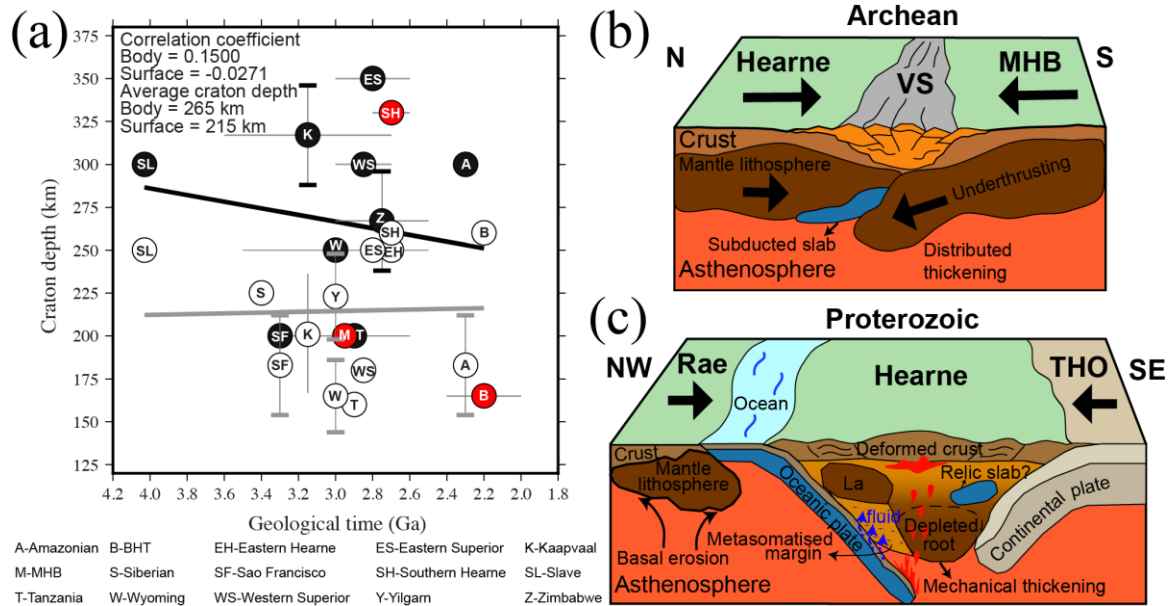 (a)
Correlation coefficient
Body = 0.1500
Surface = -0.0271
Average craton depth
Body = 265 km
Surface = 215 km
Craton depth (km)
375
350
325
300
275
250
225
200
175
150
125
ES
SH
K
SL
WS
A
Z
SH
B
SL
W
ES
EH
S
Y
SF
K
M
T
SF
WS
A
W
T
B
4.2 4.0 3.8 3.6 3.4 3.2 3.0 2.8 2.6 2.4 2.2 2.0 1.8
Geological time (Ga)
A-Amazonian B-BHT EH-Eastern Hearne ES-Eastern Superior K-Kaapvaal
M-MHB S-Siberian SF-Sao Francisco SH-Southern Hearne SL-Slave
T-Tanzania W-Wyoming WS-Western Superior Y-Yilgarn Z-Zimbabwe
(b)
Archean
N
Hearne
VS
MHB
S
Crust
Mantle lithosphere
Underthrusting
Subducted slab
Distributed
thickening
Asthenosphere
(c)
Proterozoic
NW
Rae
Ocean
Hearne
THO
SE
Crust
Deformed crust
Mantle
lithosphere
La
Relic slab?
Oceanic plate
fluid
Depleted
root
Continental plate
Basal erosion
Metasomatised
margin
Mechanical thickening
Asthenosphere